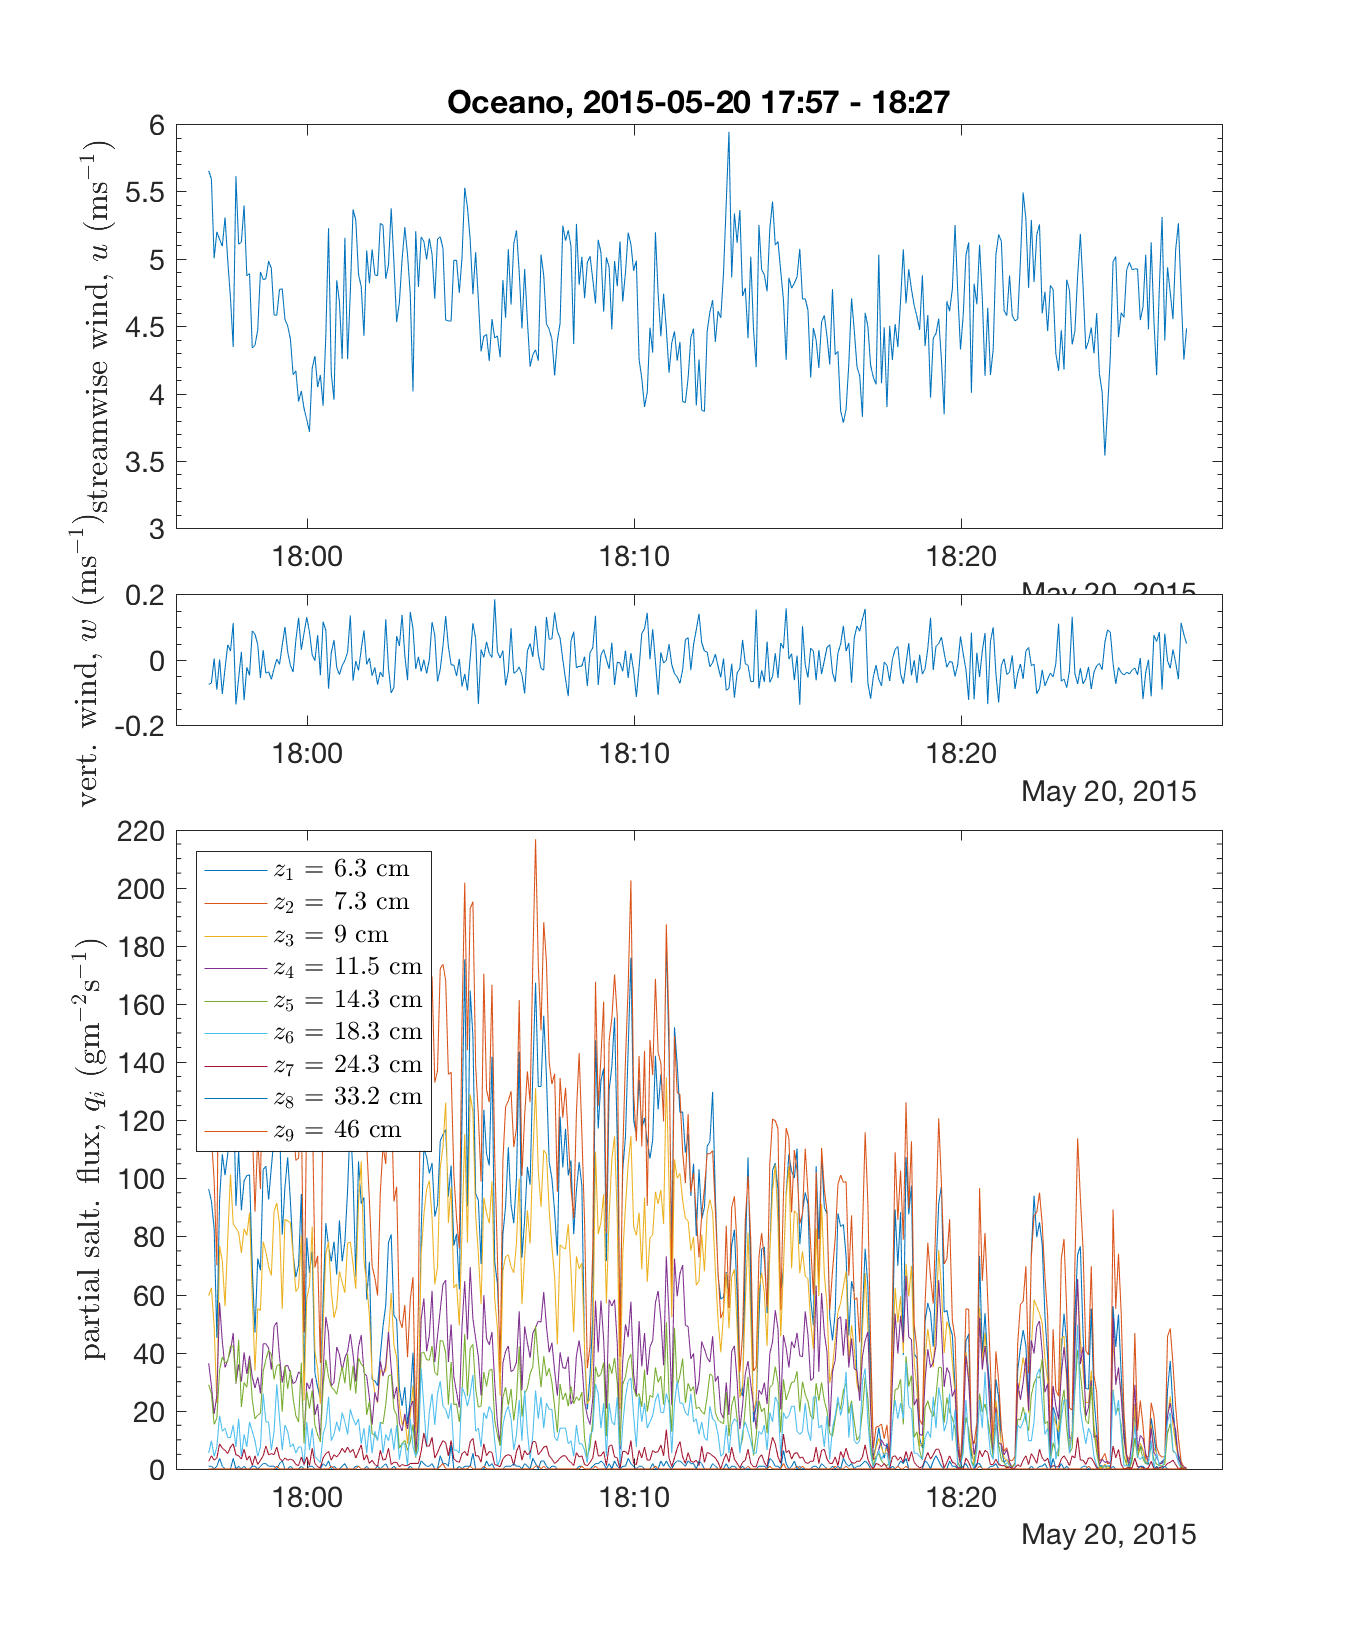 Oceano, 2015-05-20 17:57 - 18:27
streamwise wind, u (ms⁻¹)
6
5.5
5
4.5
4
3.5
3
18:00 18:10 18:20
May 20, 2015
vert. wind, w (ms⁻¹)
0.2
0
-0.2
18:00 18:10 18:20
May 20, 2015
partial salt. flux, qᵢ (gm⁻²s⁻¹)
220
200
180
160
140
120
100
80
60
40
20
0
z₁ = 6.3 cm
z₂ = 7.3 cm
z₃ = 9 cm
z₄ = 11.5 cm
z₅ = 14.3 cm
z₆ = 18.3 cm
z₇ = 24.3 cm
z₈ = 33.2 cm
z₉ = 46 cm
18:00 18:10 18:20
May 20, 2015